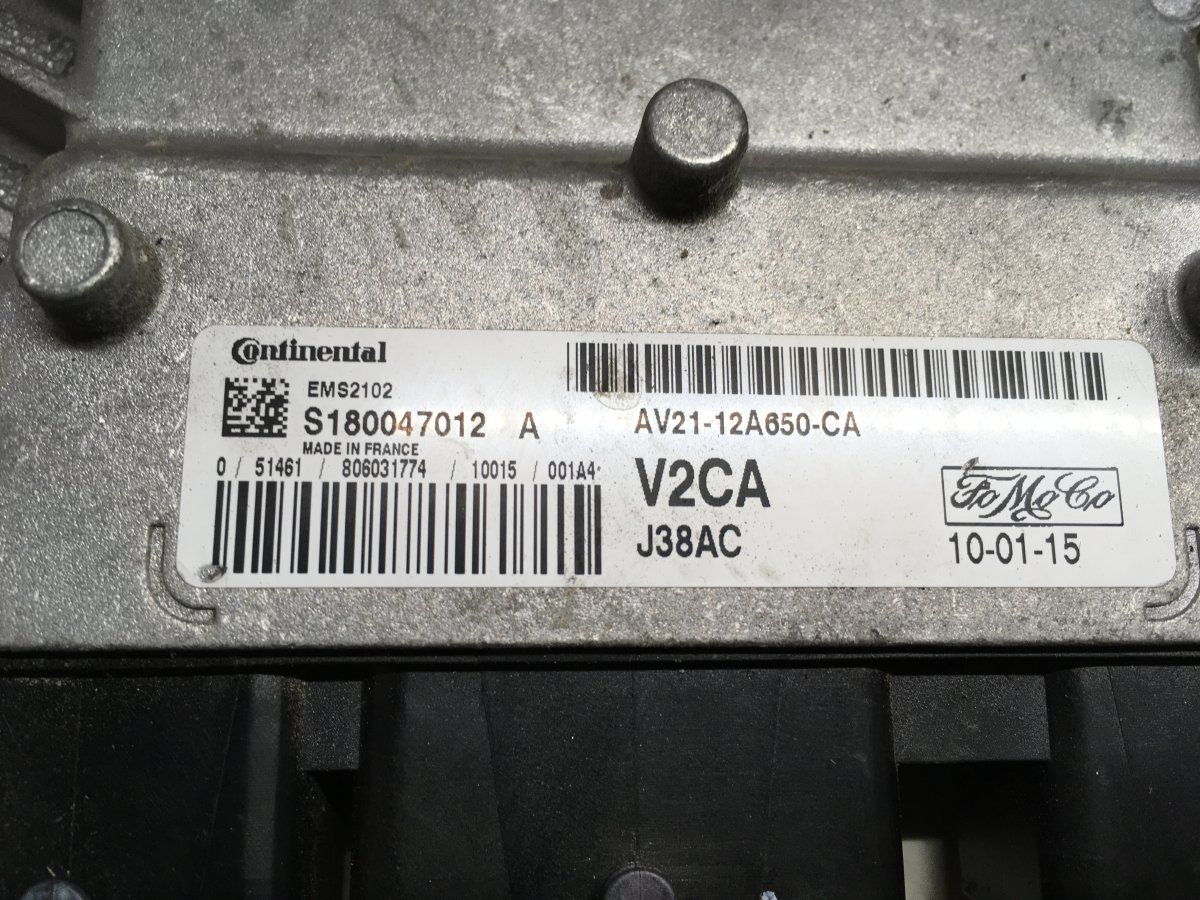 Continental
EMS2102
S180047012 A
MADE IN FRANCE
0 / 51461 / 806031774 / 10015 / 001A4
AV21-12A650-CA
V2CA
J38AC
FoMoCo
10-01-15